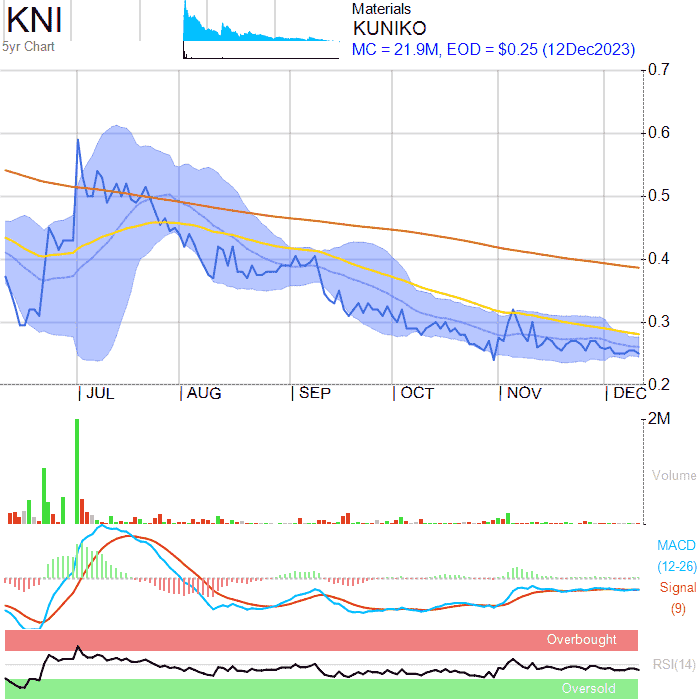 KNI
5yr Chart
Materials
KUNIKO
MC = 21.9M, EOD = $0.25 (12Dec2023)
0.7
0.6
0.5
0.4
0.3
0.2
JUL AUG SEP OCT NOV DEC
2M
Volume
MACD
(12-26)
Signal
(9)
Overbought
RSI(14)
Oversold